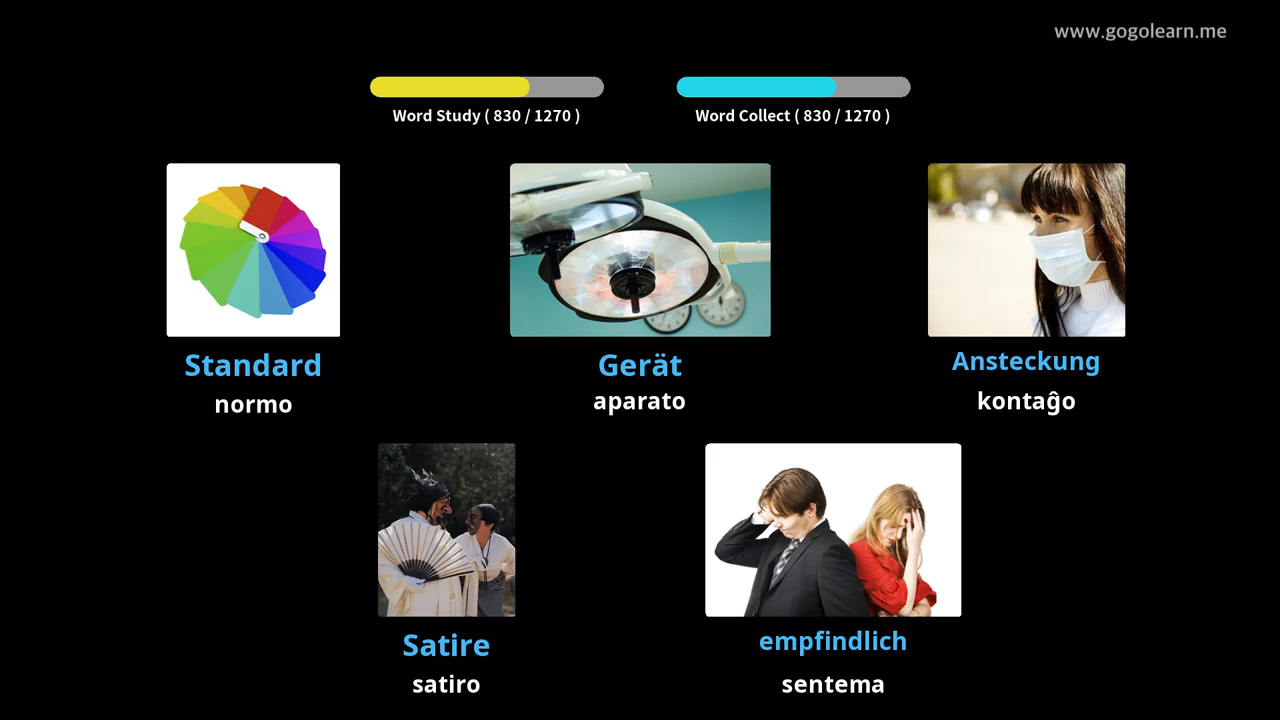 www.gogolearn.me
Word Study ( 830 / 1270 )
Word Collect ( 830 / 1270 )
Standard
normo
Gerät
aparato
Ansteckung
kontaĝo
Satire
satiro
empfindlich
sentema